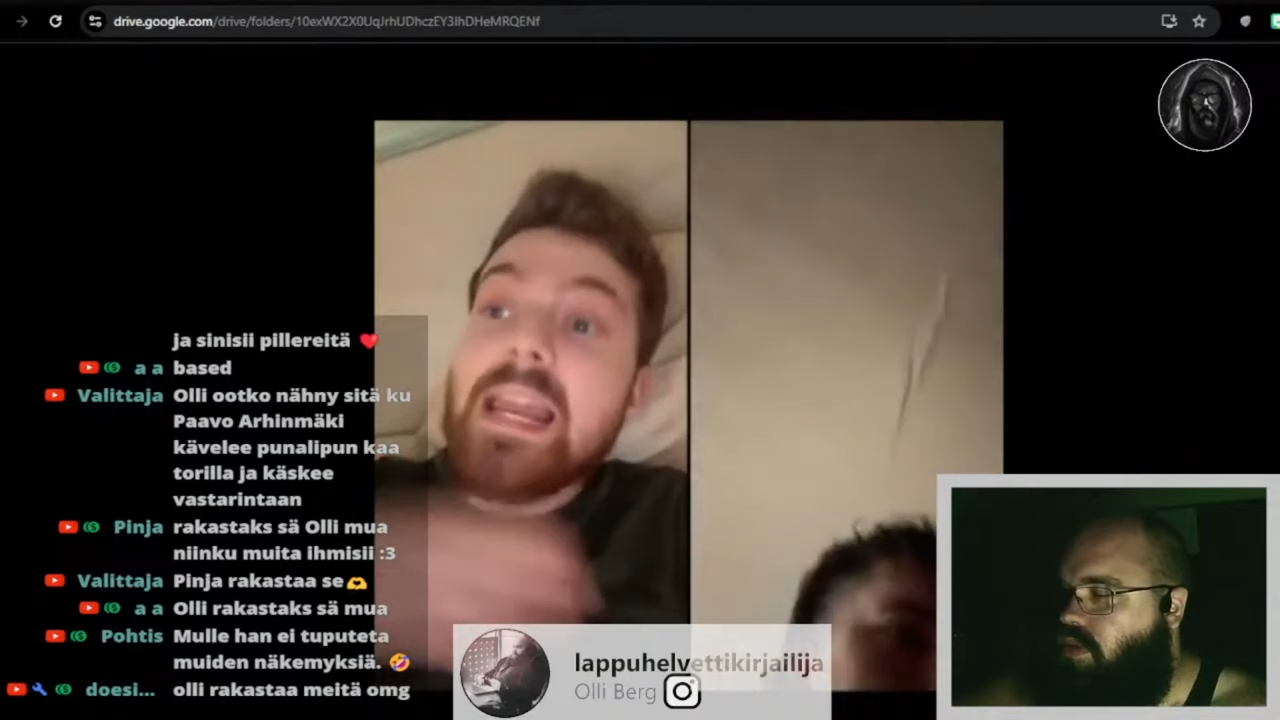 drive.google.com/drive/folders/10exWX2X0UqJrhUDhczEY3IhDHeMRQENf
ja sinisii pillereitä ❤️
a a based
Valittaja Olli ootko nähny sitä ku
Paavo Arhinmäki
kävelee punalipun kaa
torilla ja käskee
vastarintaan
Pinja rakastaks sä Olli mua
niinku muita ihmisii :3
Valittaja Pinja rakastaa se🫶
a a Olli rakastaks sä mua
Pohtis Mulle han ei tuputeta
muiden näkemyksiä. 🤣
doesi... olli rakastaa meitä omg
lappuhelvettikirjailija
Olli Berg